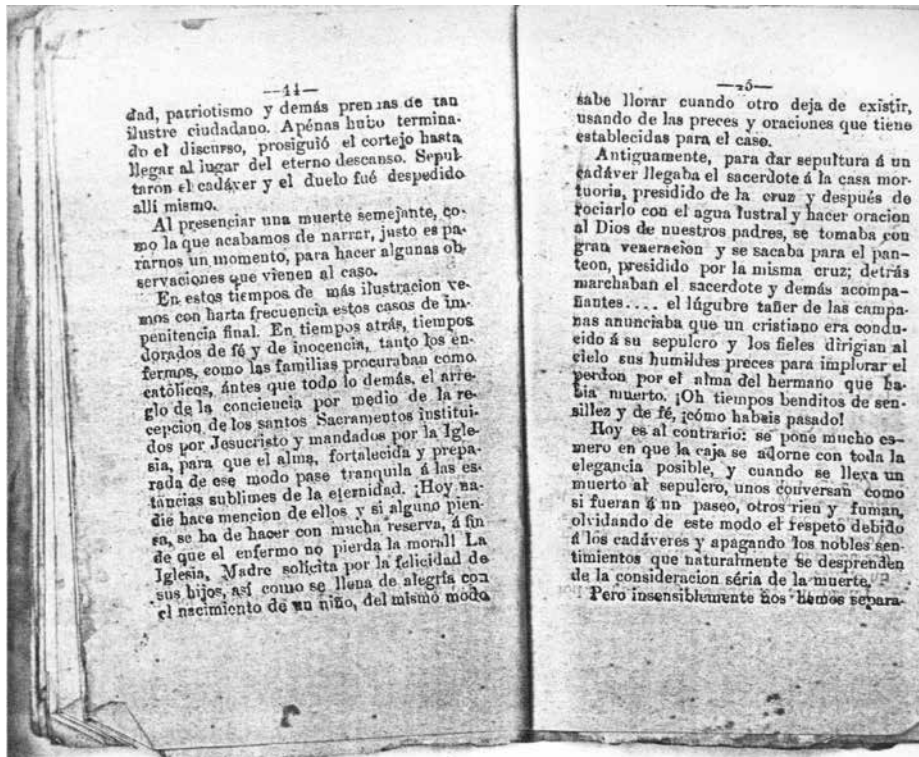 —14—
dad, patriotismo y demás prendas de tan
ilustre ciudadano. Apénas hubo termina-
do el discurso, prosiguió el cortejo hasta
llegar al lugar del eterno descanso. Sepul-
taron el cadáver y el duelo fué despedido
allí mismo.
Al presenciar una muerte semejante, co-
mo la que acabamos de narrar, justo es pa-
rarnos un momento, para hacer algunas ob
servaciones que vienen al caso.
En estos tiempos de más ilustracion ve-
mos con harta frecuencia estos casos de im-
penitencia final. En tiempos atrás, tiempos
dorados de fé y de inocencia, tanto los en-
fermos, como las familias procuraban como
católicos, ántes que todo lo demás, el arre-
glo de la conciencia por medio de la re-
cepcion de los santos Sacramentos institui-
dos por Jesucristo y mandados por la Igle-
sia, para que el alma, fortalecida y prepa-
rada de ese modo pase tranquila á las es-
tancias sublimes de la eternidad. ¡Hoy na-
die hace mencion de ellos y si alguno pien-
sa, se ha de hacer con mucha reserva, á fin
de que el enfermo no pierda la moral! La
Iglesia, Madre solícita por la felicidad de
sus hijos, así como se llena de alegría con
el nacimiento de un niño, del mismo modo
—15—
sabe llorar cuando otro deja de existir,
usando de las preces y oraciones que tiene
establecidas para el caso.
Antiguamente, para dar sepultura á un
cadáver llegaba el sacerdote á la casa mor-
tuoria, presidido de la cruz y después de
rociarlo con el agua lustral y hacer oracion
al Dios de nuestros padres, se tomaba con
gran veneracion y se sacaba para el pan-
teon, presidido por la misma cruz; detrás
marchaban el sacerdote y demás acompa-
ñantes.... el lúgubre tañer de las campa-
nas anunciaba que un cristiano era condu-
cido á su sepulcro y los fieles dirigian al
cielo sus humildes preces para implorar el
perdon por el alma del hermano que ha-
bia muerto. ¡Oh tiempos benditos de sen-
sillez y de fé, ¡cómo habeis pasado!
Hoy es al contrario: se pone mucho es-
mero en que la caja se adorne con toda la
elegancia posible, y cuando se lleva un
muerto al sepulcro, unos conversan como
si fueran á un paseo, otros rien y fuman,
olvidando de este modo el respeto debido
á los cadáveres y apagando los nobles sen-
timientos que naturalmente se desprenden
de la consideracion séria de la muerte.
Pero insensiblemente nos hemos separa-